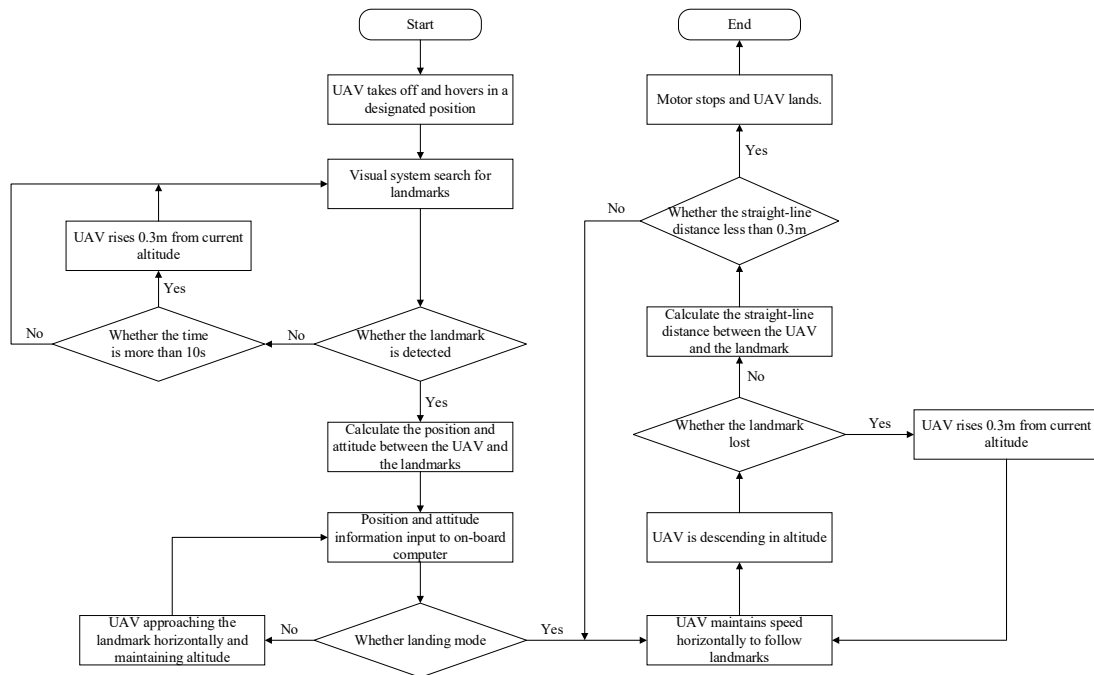 Start
UAV takes off and hovers in a
designated position
Visual system search for
landmarks
UAV rises 0.3m from current
altitude
Yes
No
Whether the time
is more than 10s
No
Whether the landmark
is detected
Yes
Calculate the position and
attitude between the UAV and
the landmarks
Position and attitude
information input to on-board
computer
UAV approaching the
landmark horizontally and
maintaining altitude
No
Whether landing mode
Yes
UAV maintains speed
horizontally to follow
landmarks
UAV is descending in altitude
Whether the landmark
lost
Yes
UAV rises 0.3m from current
altitude
No
Calculate the straight-line
distance between the UAV
and the landmark
Whether the straight-line
distance less than 0.3m
No
Yes
Motor stops and UAV lands.
End